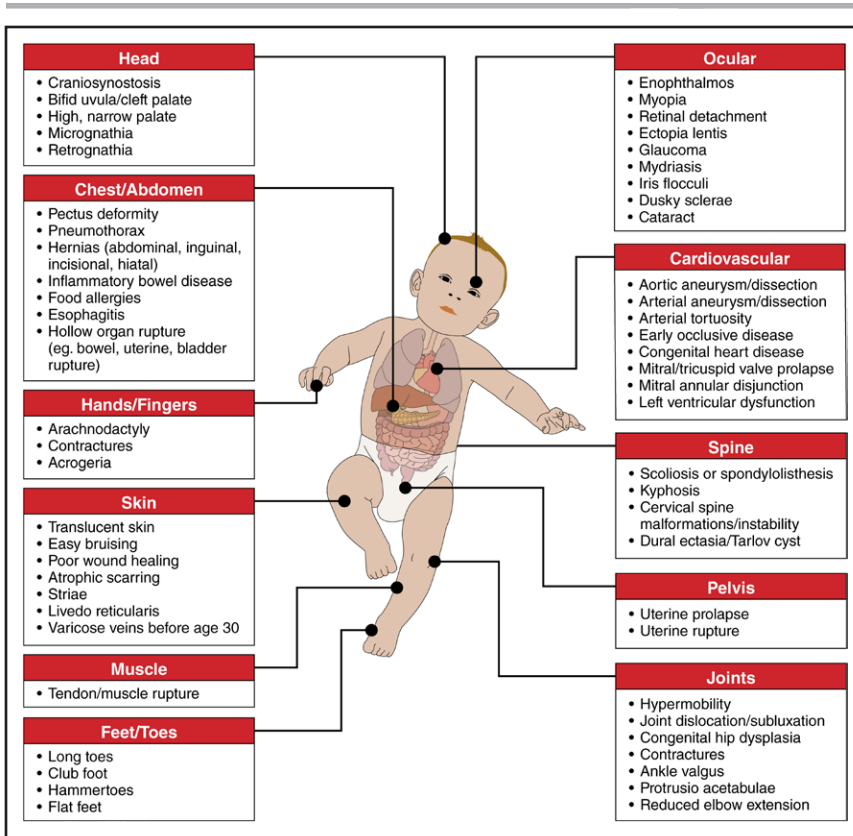 Head
• Craniosynostosis
• Bifid uvula/cleft palate
• High, narrow palate
• Micrognathia
• Retrognathia
Chest/Abdomen
• Pectus deformity
• Pneumothorax
• Hernias (abdominal, inguinal,
incisional, hiatal)
• Inflammatory bowel disease
• Food allergies
• Esophagitis
• Hollow organ rupture
(eg. bowel, uterine, bladder
rupture)
Hands/Fingers
• Arachnodactyly
• Contractures
• Acrogeria
Skin
• Translucent skin
• Easy bruising
• Poor wound healing
• Atrophic scarring
• Striae
• Livedo reticularis
• Varicose veins before age 30
Muscle
• Tendon/muscle rupture
Feet/Toes
• Long toes
• Club foot
• Hammertoes
• Flat feet
Ocular
• Enophthalmos
• Myopia
• Retinal detachment
• Ectopia lentis
• Glaucoma
• Mydriasis
• Iris flocculi
• Dusky sclerae
• Cataract
Cardiovascular
• Aortic aneurysm/dissection
• Arterial aneurysm/dissection
• Arterial tortuosity
• Early occlusive disease
• Congenital heart disease
• Mitral/tricuspid valve prolapse
• Mitral annular disjunction
• Left ventricular dysfunction
Spine
• Scoliosis or spondylolisthesis
• Kyphosis
• Cervical spine
malformations/instability
• Dural ectasia/Tarlov cyst
Pelvis
• Uterine prolapse
• Uterine rupture
Joints
• Hypermobility
• Joint dislocation/subluxation
• Congenital hip dysplasia
• Contractures
• Ankle valgus
• Protrusio acetabulae
• Reduced elbow extension